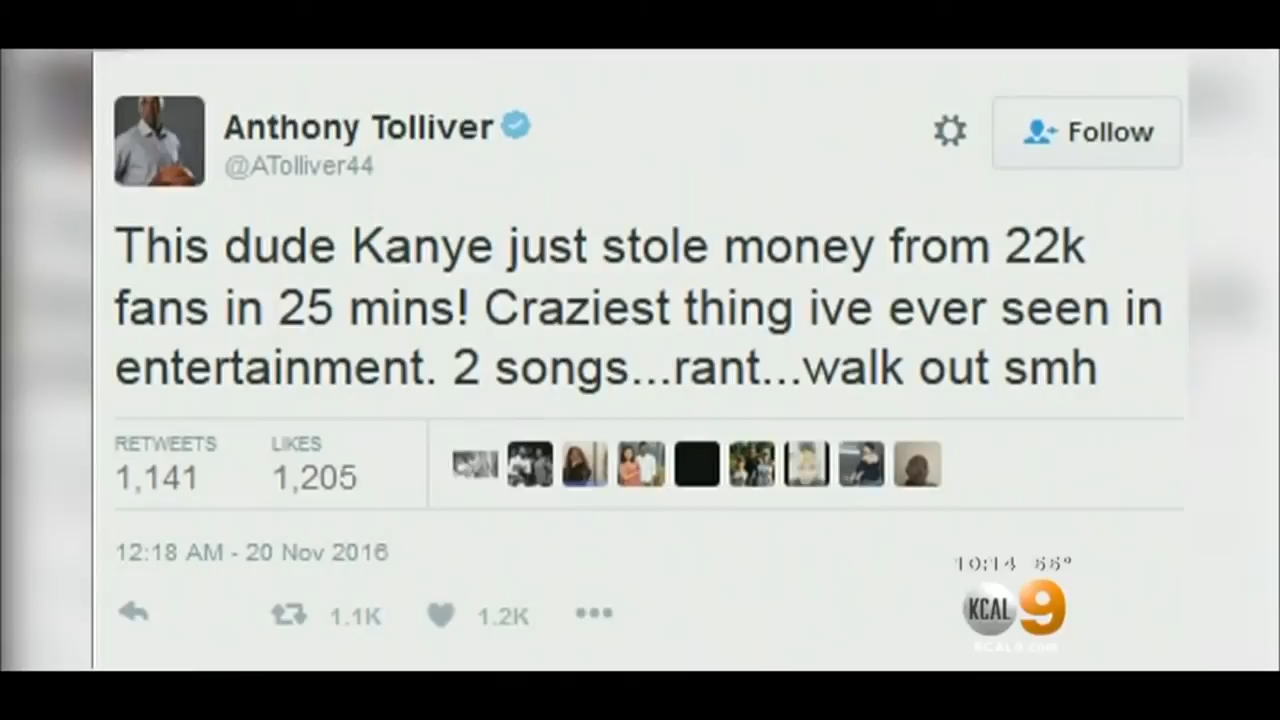 Anthony Tolliver
@ATolliver44
Follow
This dude Kanye just stole money from 22k
fans in 25 mins! Craziest thing ive ever seen in
entertainment. 2 songs...rant...walk out smh
RETWEETS LIKES
1,141 1,205
12:18 AM - 20 Nov 2016
1.1K 1.2K
10:14 66°
KCAL 9
KCAL9.com